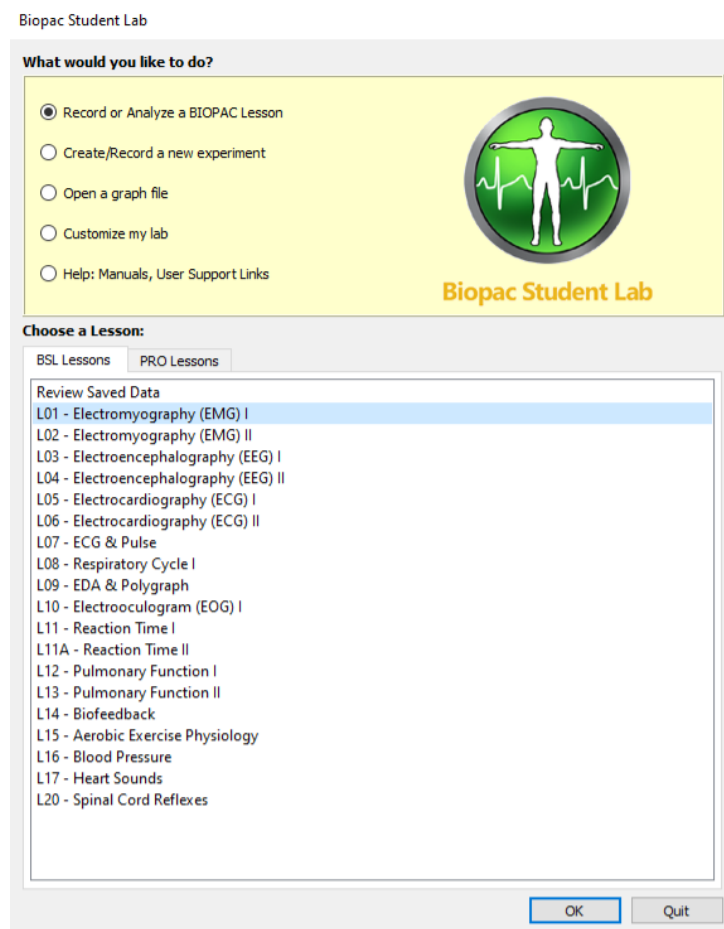 Biopac Student Lab
What would you like to do?
Record or Analyze a BIOPAC Lesson
Create/Record a new experiment
Open a graph file
Customize my lab
Help: Manuals, User Support Links
Biopac Student Lab
Choose a Lesson:
BSL Lessons PRO Lessons
Review Saved Data
L01 - Electromyography (EMG) I
L02 - Electromyography (EMG) II
L03 - Electroencephalography (EEG) I
L04 - Electroencephalography (EEG) II
L05 - Electrocardiography (ECG) I
L06 - Electrocardiography (ECG) II
L07 - ECG & Pulse
L08 - Respiratory Cycle I
L09 - EDA & Polygraph
L10 - Electrooculogram (EOG) I
L11 - Reaction Time I
L11A - Reaction Time II
L12 - Pulmonary Function I
L13 - Pulmonary Function II
L14 - Biofeedback
L15 - Aerobic Exercise Physiology
L16 - Blood Pressure
L17 - Heart Sounds
L20 - Spinal Cord Reflexes
OK Quit